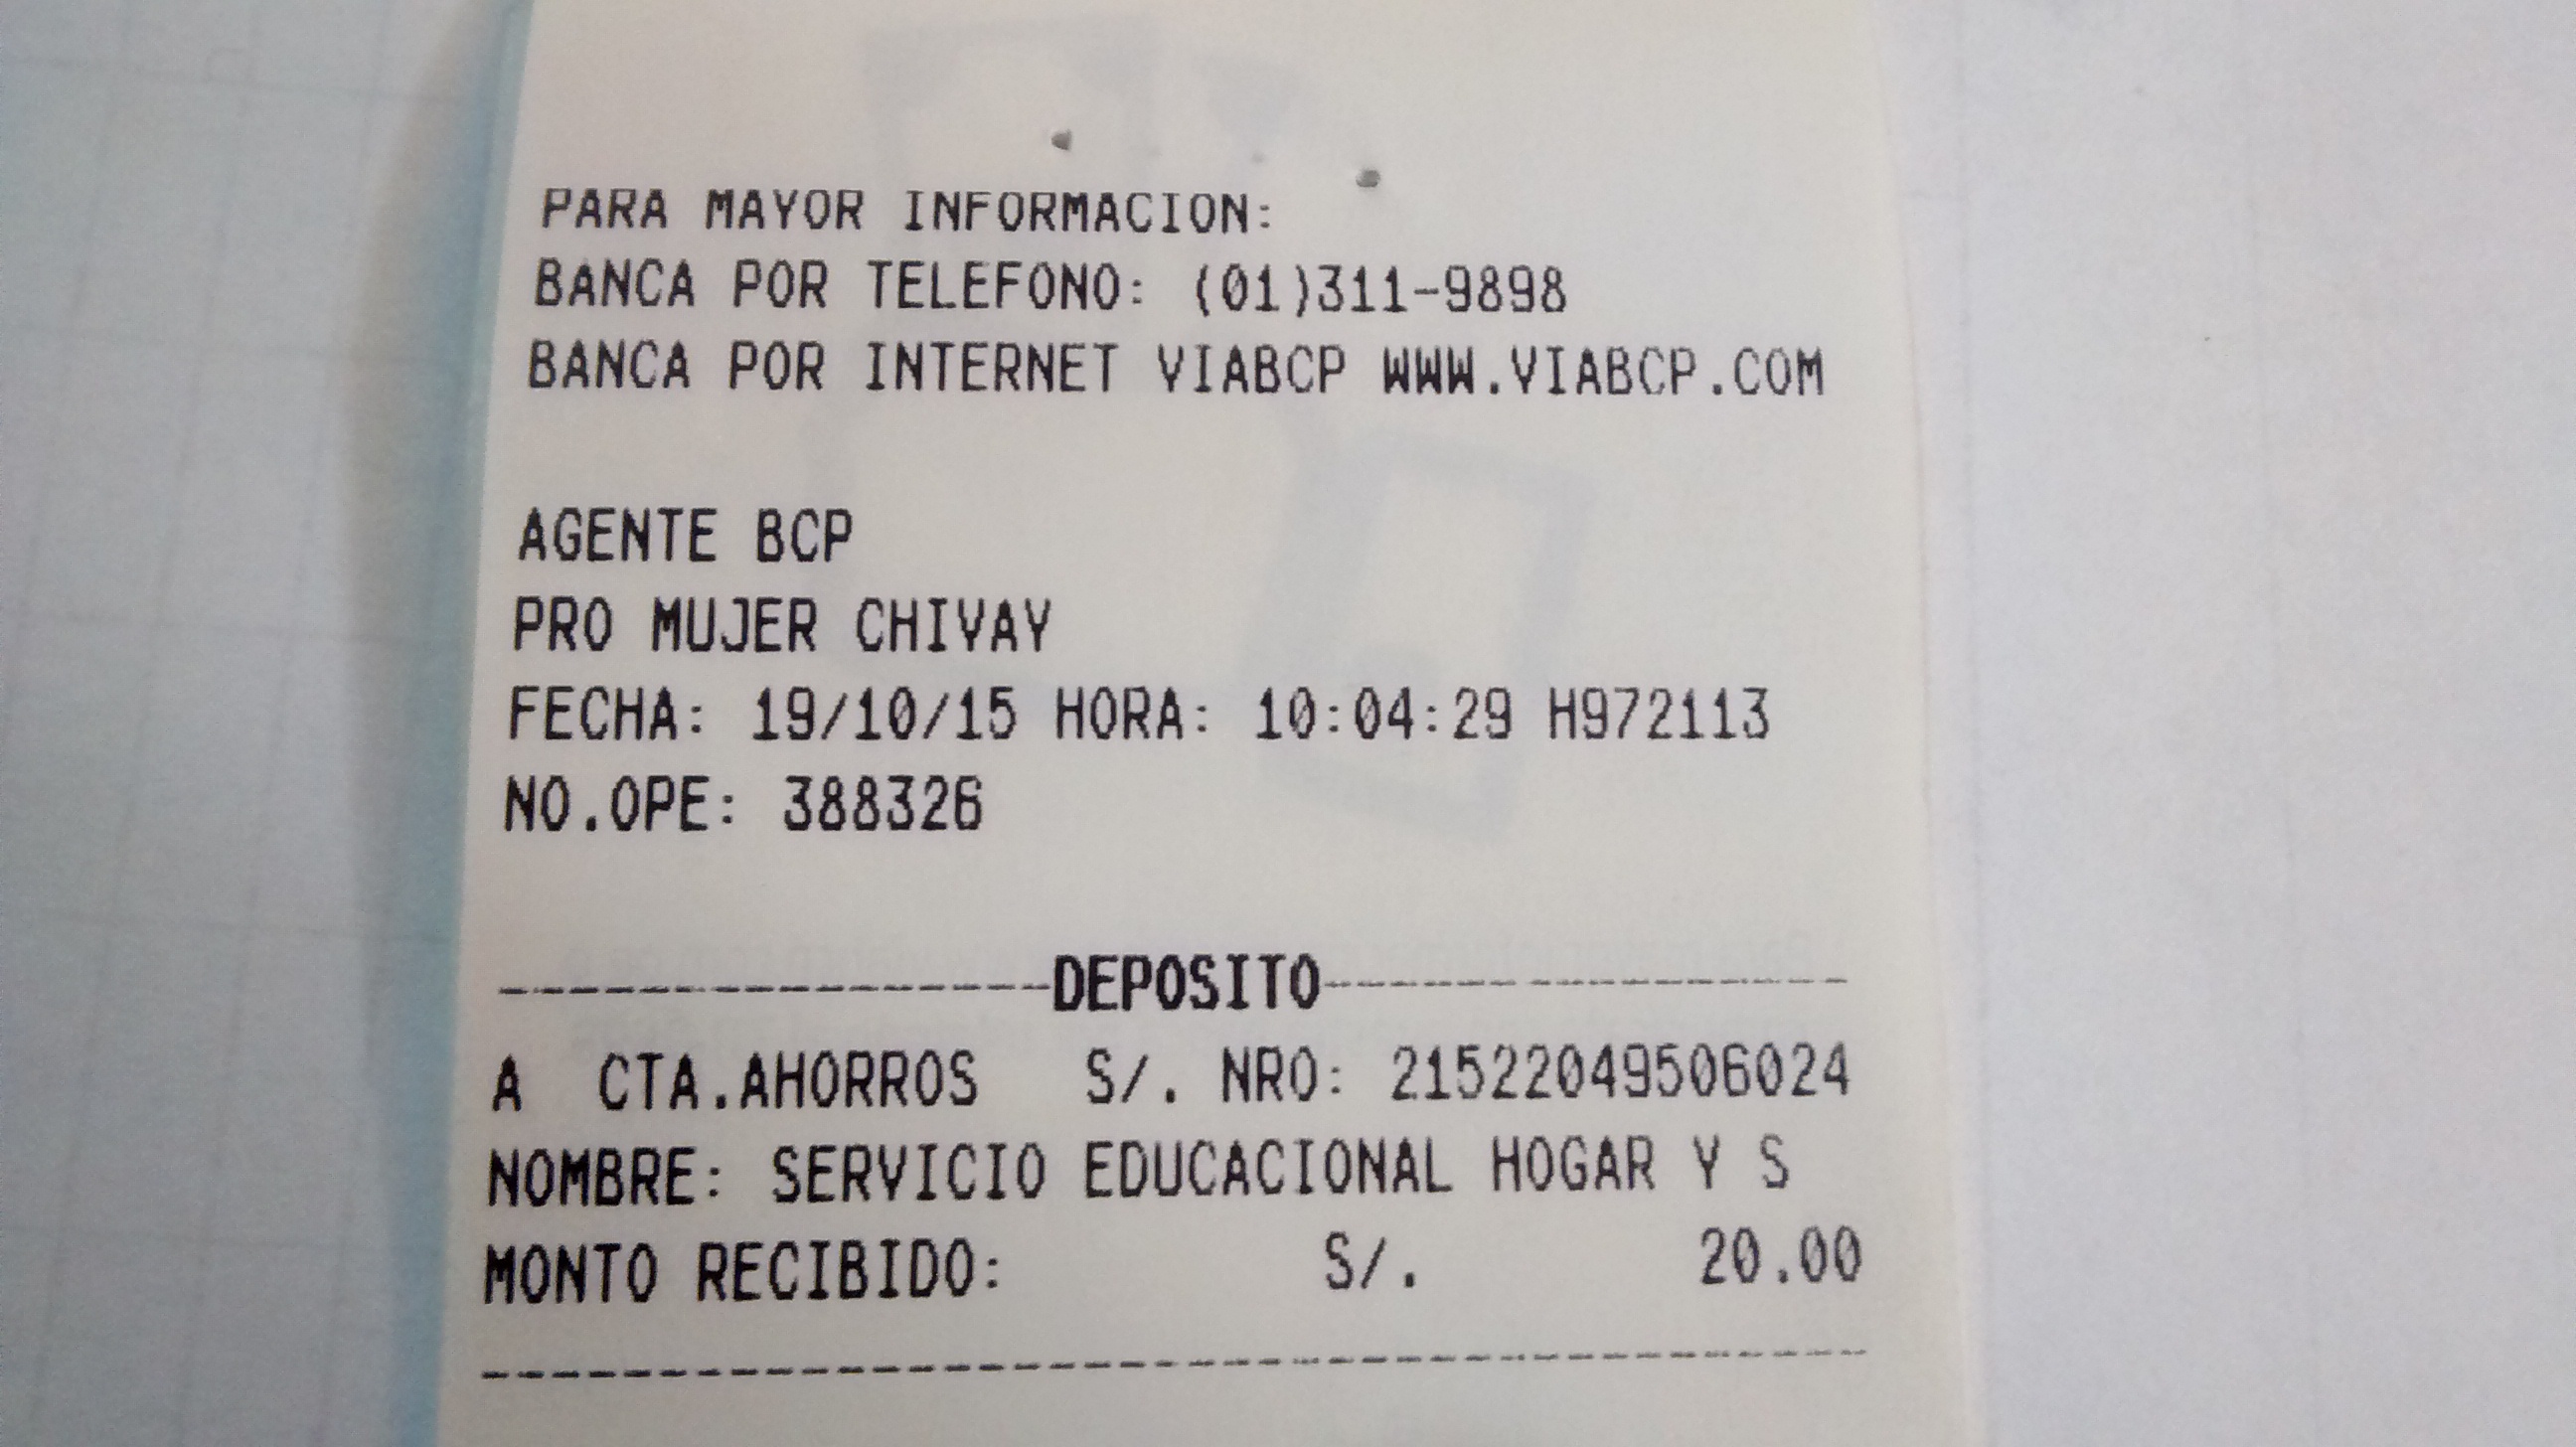 PARA MAYOR INFORMACION:
BANCA POR TELEFONO: (01)311-9898
BANCA POR INTERNET VIABCP WWW.VIABCP.COM
AGENTE BCP
PRO MUJER CHIVAY
FECHA: 19/10/15 HORA: 10:04:29 H972113
NO.OPE: 388326
------------------DEPOSITO------------------
A CTA.AHORROS S/. NRO: 21522049506024
NOMBRE: SERVICIO EDUCACIONAL HOGAR Y S
MONTO RECIBIDO: S/. 20.00